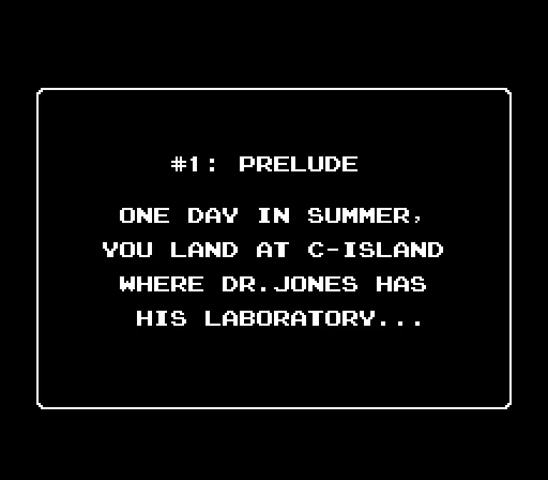 #1: PRELUDE
ONE DAY IN SUMMER,
YOU LAND AT C-ISLAND
WHERE DR.JONES HAS
HIS LABORATORY...